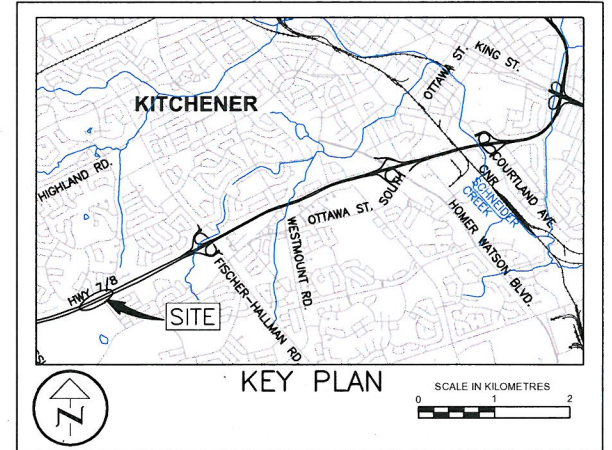 KITCHENER
OTTAWA ST.
KING ST.
HIGHLAND RD.
COURTLAND AVE
CNR
SCHNEIDER
CREEK
OTTAWA ST. SOUTH
HOMER WATSON BLVD.
WESTMOUNT RD.
FISCHER-HALLMAN RD
HWY 7/8
SITE
KEY PLAN
N
SCALE IN KILOMETRES
0 1 2